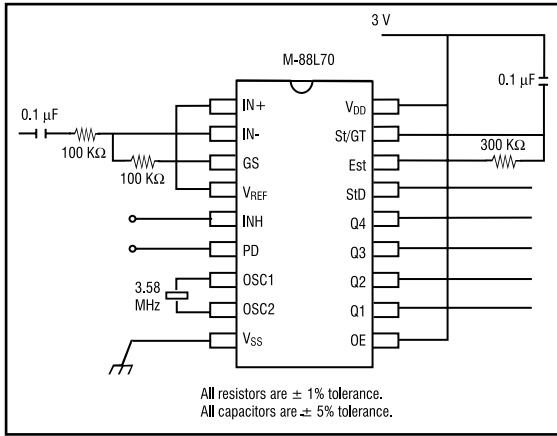 3 V
M-88L70
0.1 μF
0.1 μF
100 KΩ
100 KΩ
300 KΩ
IN+
IN-
GS
VREF
INH
PD
OSC1
OSC2
VSS
VDD
St/GT
Est
StD
Q4
Q3
Q2
Q1
OE
3.58
MHz
All resistors are ± 1% tolerance.
All capacitors are ± 5% tolerance.